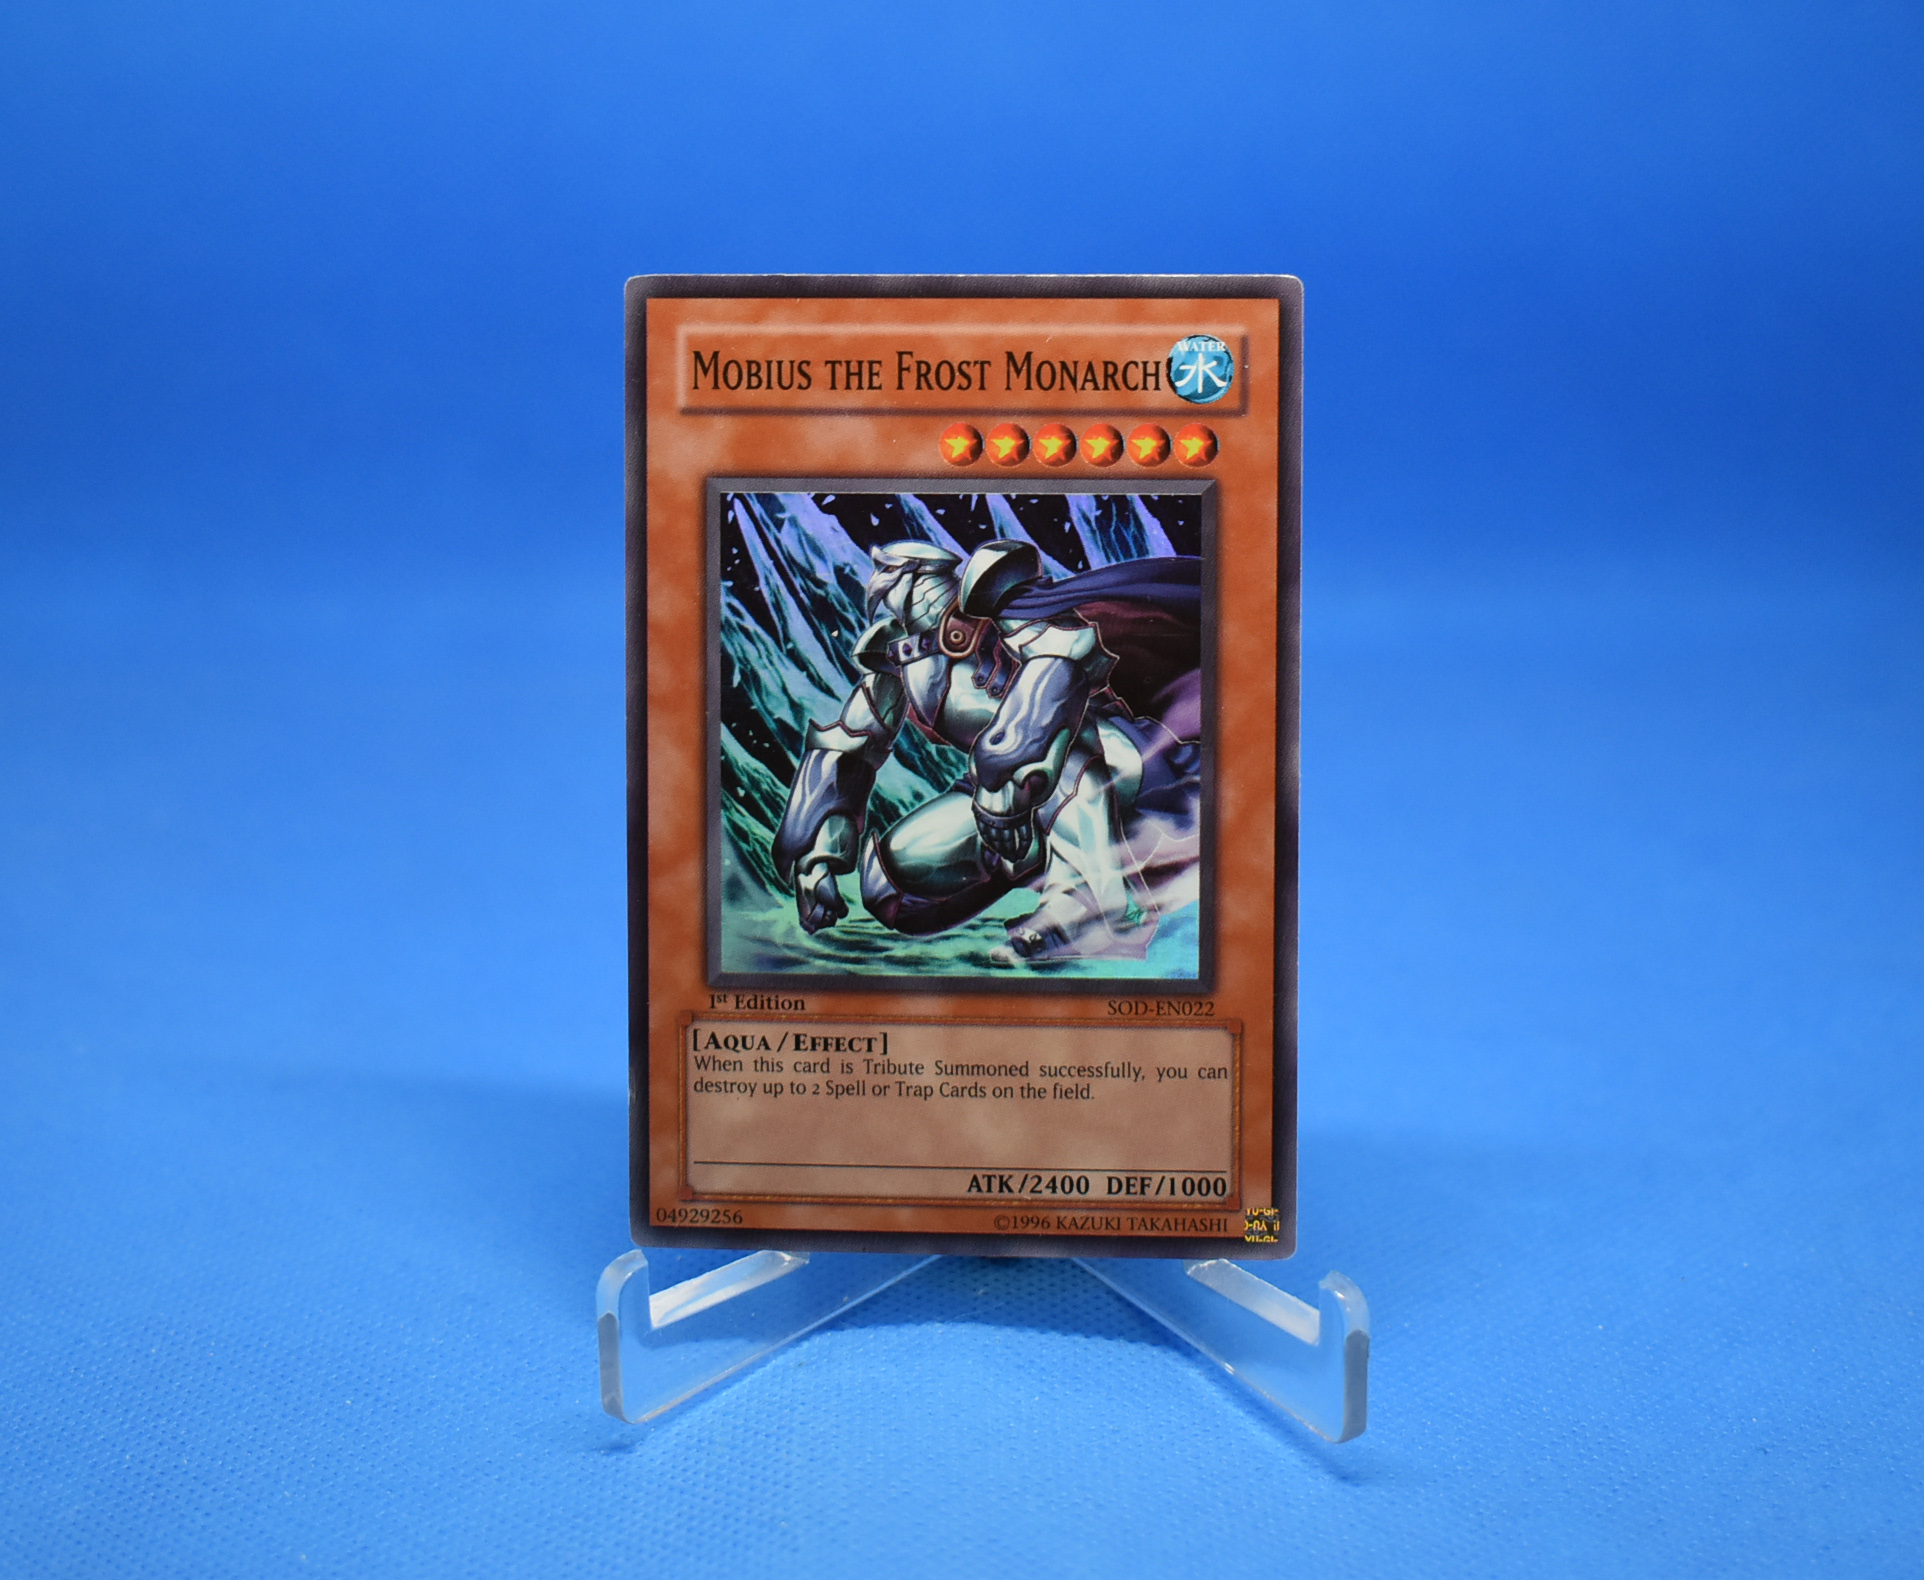 MOBIUS THE FROST MONARCH
WATER
水
1st Edition
SOD-EN022
[AQUA / EFFECT]
When this card is Tribute Summoned successfully, you can
destroy up to 2 Spell or Trap Cards on the field.
ATK/2400 DEF/1000
04929256
©1996 KAZUKI TAKAHASHI
YU-GI-